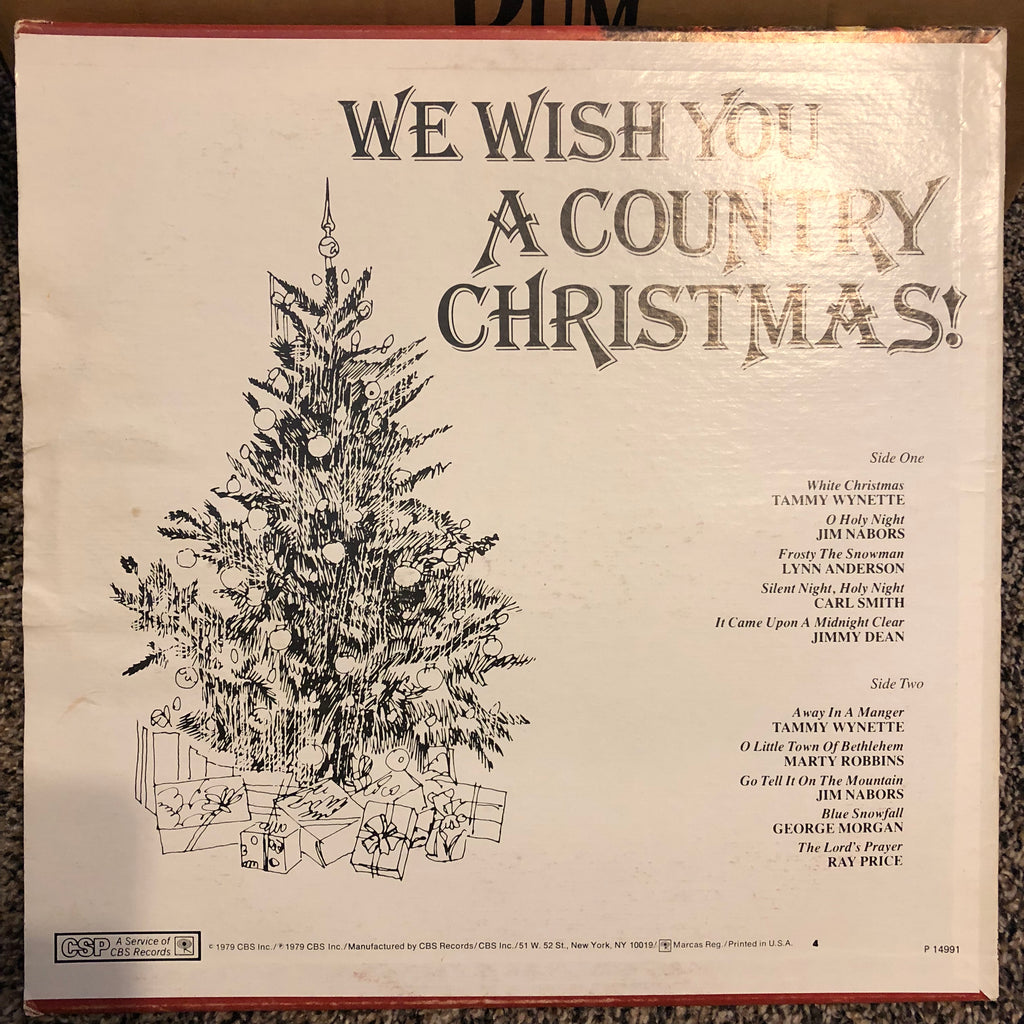 WE WISH YOU
A COUNTRY
CHRISTMAS!
Side One
White Christmas
TAMMY WYNETTE
O Holy Night
JIM NABORS
Frosty The Snowman
LYNN ANDERSON
Silent Night, Holy Night
CARL SMITH
It Came Upon A Midnight Clear
JIMMY DEAN
Side Two
Away In A Manger
TAMMY WYNETTE
O Little Town Of Bethlehem
MARTY ROBBINS
Go Tell It On The Mountain
JIM NABORS
Blue Snowfall
GEORGE MORGAN
The Lord's Prayer
RAY PRICE
CSP A Service of
CBS Records
© 1979 CBS Inc./℗ 1979 CBS Inc./Manufactured by CBS Records/CBS Inc./51 W. 52 St., New York, NY 10019/ Marcas Reg./Printed in U.S.A.
4
P 14991